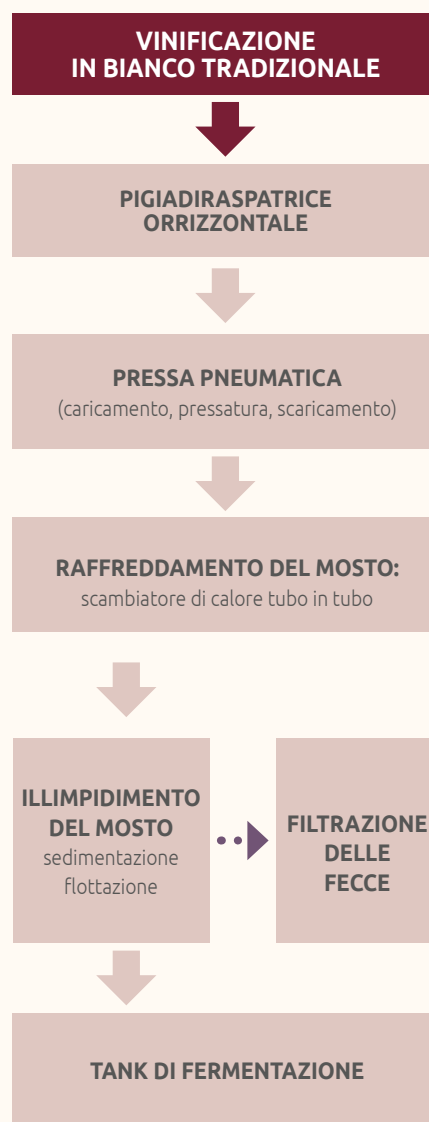 VINIFICAZIONE
IN BIANCO TRADIZIONALE
PIGIADIRASPATRICE
ORRIZZONTALE
PRESSA PNEUMATICA
(caricamento, pressatura, scaricamento)
RAFFREDDAMENTO DEL MOSTO:
scambiatore di calore tubo in tubo
ILLIMPIDIMENTO
DEL MOSTO
sedimentazione
flottazione
FILTRAZIONE
DELLE
FECCE
TANK DI FERMENTAZIONE